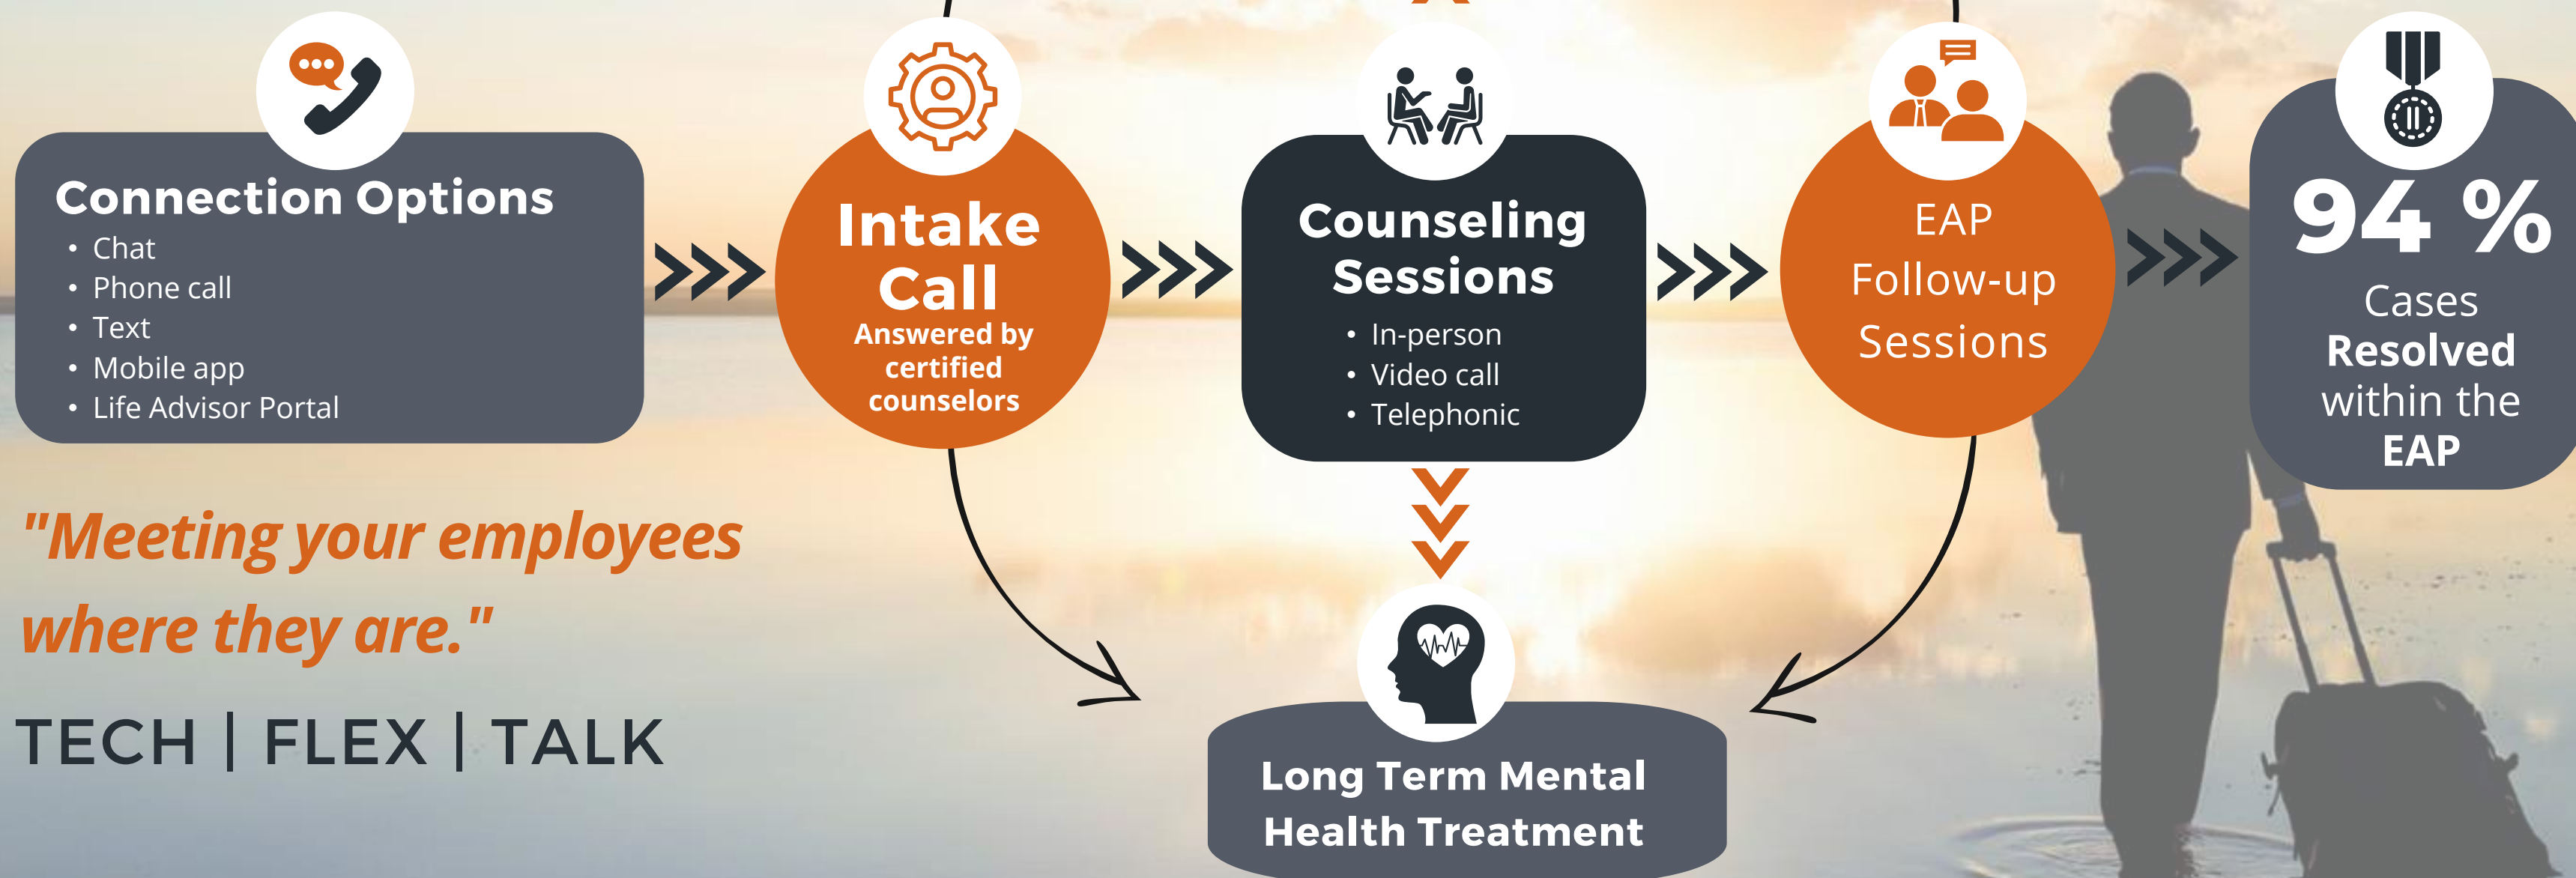 Connection Options
• Chat
• Phone call
• Text
• Mobile app
• Life Advisor Portal
Intake
Call
Answered by
certified
counselors
Counseling
Sessions
• In-person
• Video call
• Telephonic
EAP
Follow-up
Sessions
94 %
Cases
Resolved
within the
EAP
"Meeting your employees
where they are."
TECH | FLEX | TALK
Long Term Mental
Health Treatment